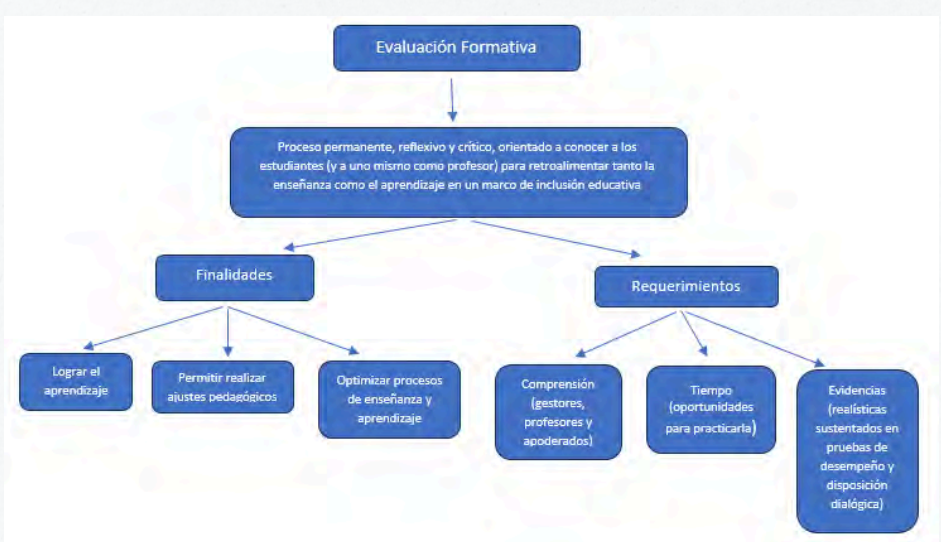 Evaluación Formativa
Proceso permanente, reflexivo y crítico, orientado a conocer a los
estudiantes (y a uno mismo como profesor) para retroalimentar tanto la
enseñanza como el aprendizaje en un marco de inclusión educativa
Finalidades
Requerimientos
Lograr el
aprendizaje
Permitir realizar
ajustes pedagógicos
Optimizar procesos
de enseñanza y
aprendizaje
Comprensión
(gestores,
profesores y
apoderados)
Tiempo
(oportunidades
para practicarla)
Evidencias
(realísticas
sustentados en
pruebas de
desempeño y
disposición
dialógica)